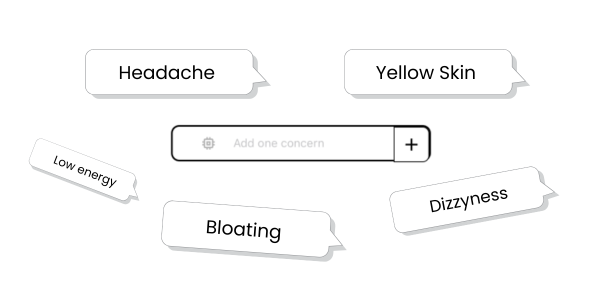 Headache
Yellow Skin
Add one concern
+
Low energy
Bloating
Dizzyness